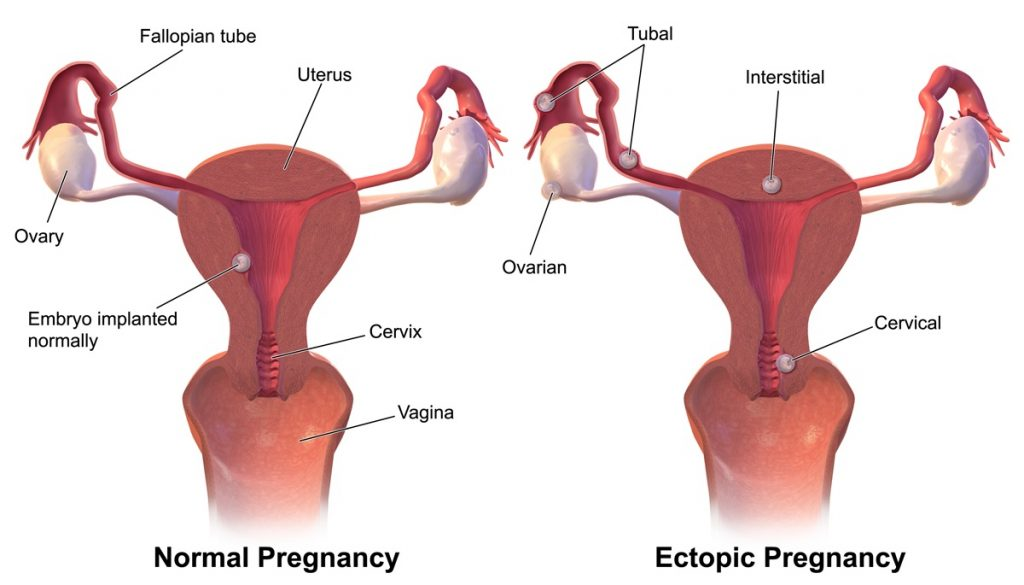 Fallopian tube
Uterus
Ovary
Embryo implanted
normally
Cervix
Vagina
Normal Pregnancy
Tubal
Interstitial
Ovarian
Cervical
Ectopic Pregnancy